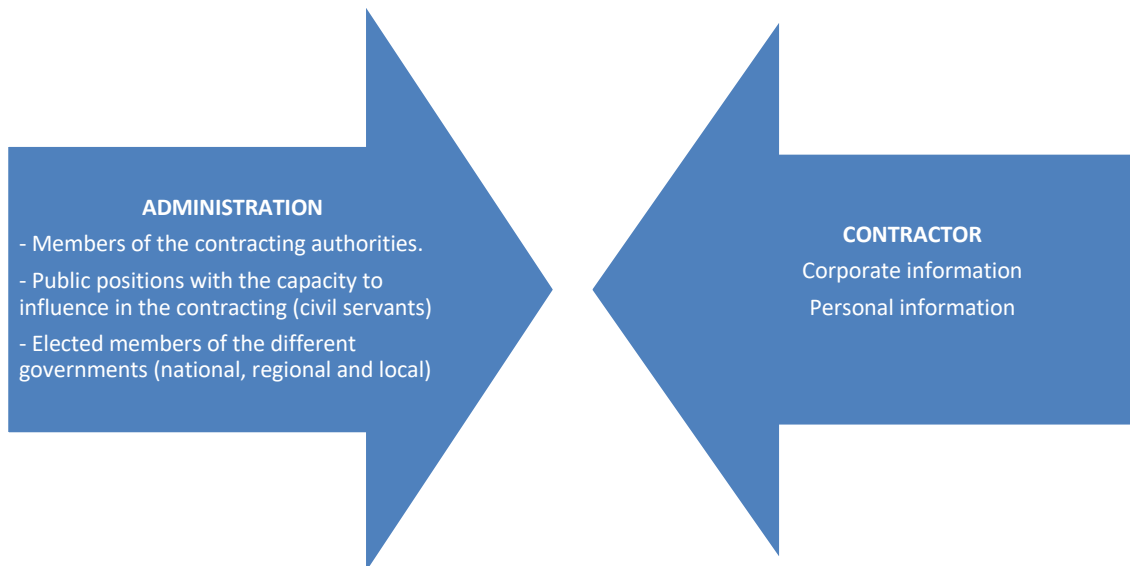 ADMINISTRATION
- Members of the contracting authorities.
- Public positions with the capacity to
influence in the contracting (civil servants)
- Elected members of the different
governments (national, regional and local)
CONTRACTOR
Corporate information
Personal information